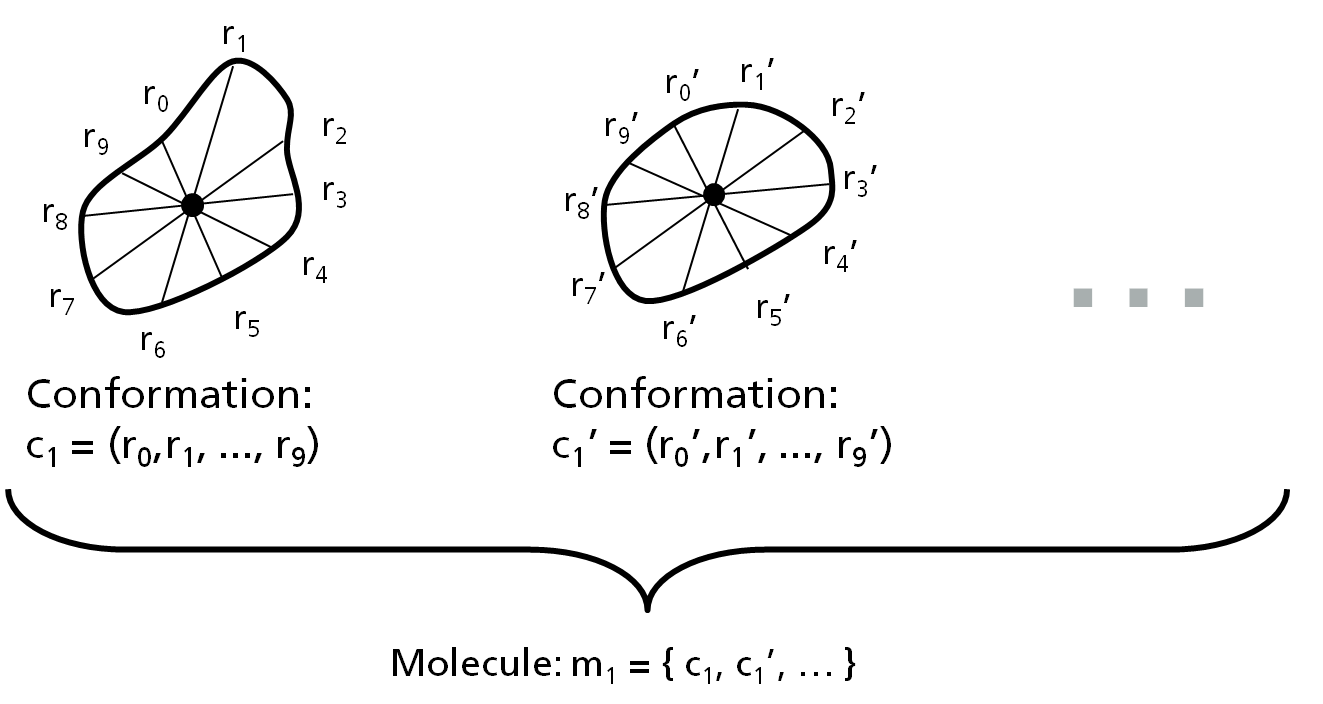 r₁
r₀
r₉
r₂
r₃
r₈
r₄
r₇
r₅
r₆
r₁′
r₀′
r₂′
r₉′
r₃′
r₈′
r₄′
r₇′
r₅′
r₆′
Conformation:
c₁ = (r₀,r₁, ..., r₉)
Conformation:
c₁′ = (r₀′,r₁′, ..., r₉′)
Molecule: m₁ = { c₁, c₁′, ... }